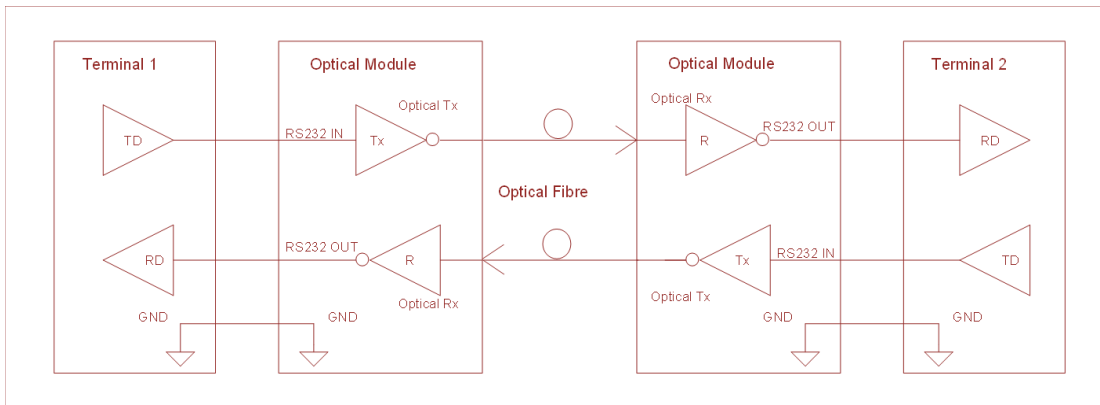 Terminal 1
Optical Module
Optical Module
Terminal 2
Optical Tx
Optical Rx
TD
RS232 IN
Tx
R
RS232 OUT
RD
Optical Fibre
RD
RS232 OUT
R
Tx
RS232 IN
TD
Optical Rx
Optical Tx
GND
GND
GND
GND